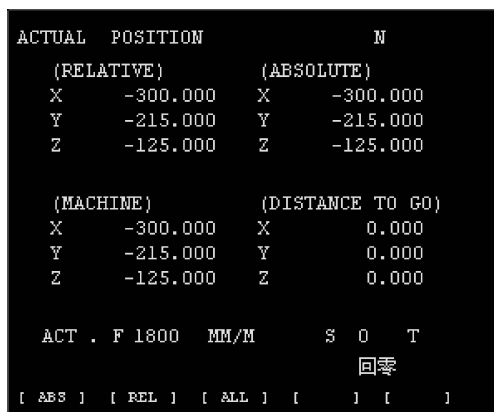 ACTUAL POSITION N
(RELATIVE) (ABSOLUTE)
X -300.000 X -300.000
Y -215.000 Y -215.000
Z -125.000 Z -125.000
(MACHINE) (DISTANCE TO GO)
X -300.000 X 0.000
Y -215.000 Y 0.000
Z -125.000 Z 0.000
ACT . F 1800 MM/M S 0 T
回零
[ ABS ] [ REL ] [ ALL ] [ ] [ ]